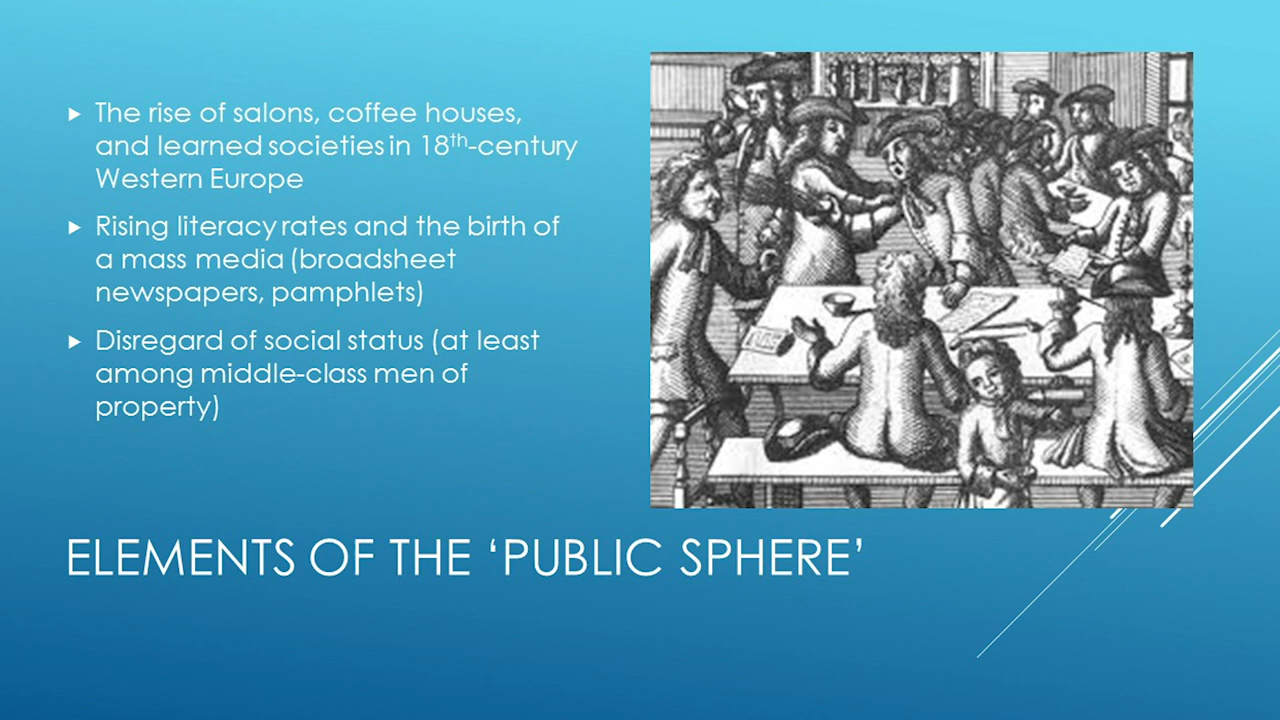 The rise of salons, coffee houses,
and learned societies in 18th-century
Western Europe
Rising literacy rates and the birth of
a mass media (broadsheet
newspapers, pamphlets)
Disregard of social status (at least
among middle-class men of
property)
ELEMENTS OF THE ‘PUBLIC SPHERE’